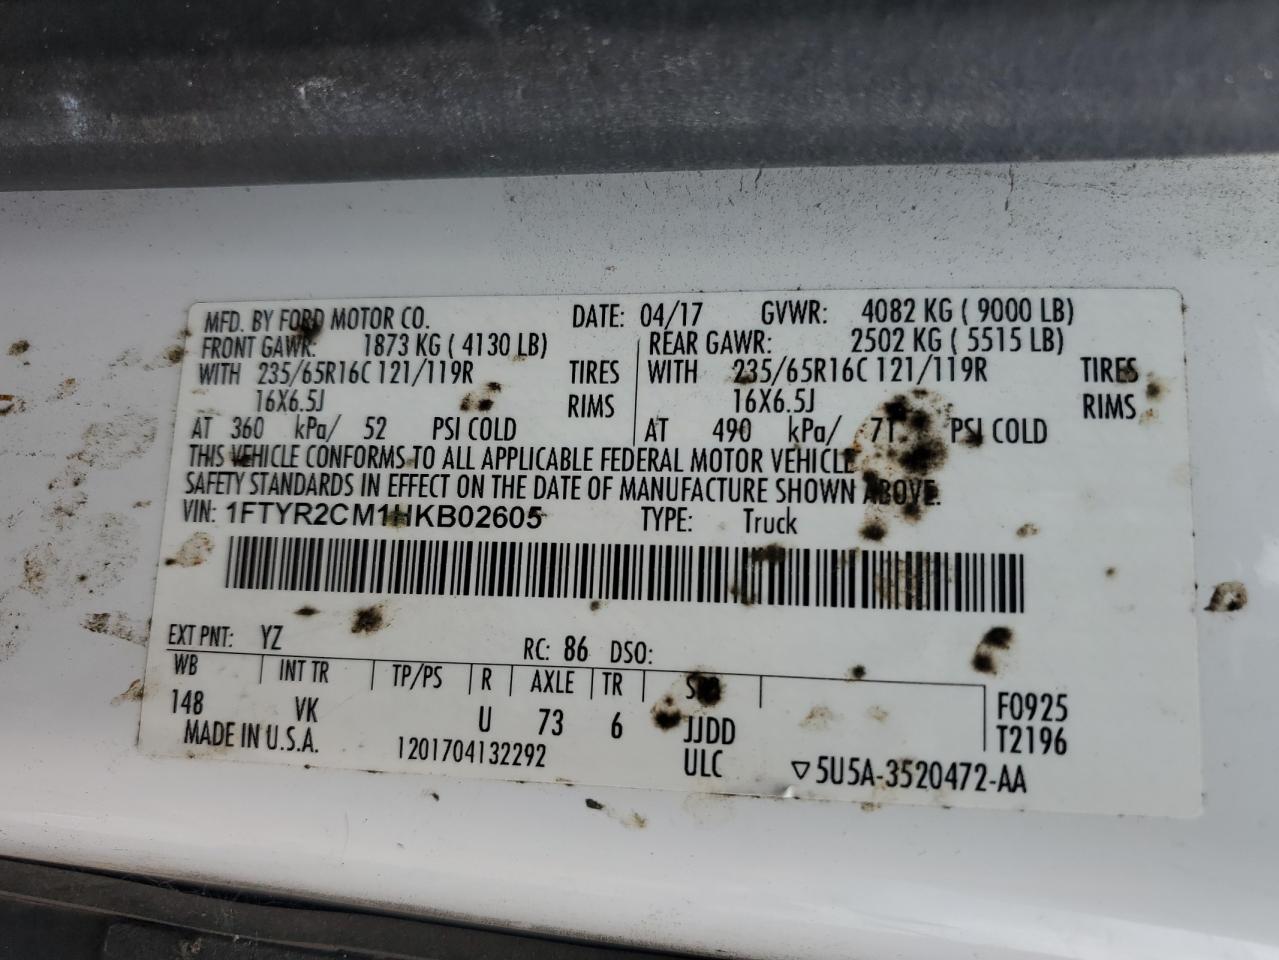 MFD. BY FORD MOTOR CO. DATE: 04/17 GVWR: 4082 KG ( 9000 LB)
FRONT GAWR: 1873 KG ( 4130 LB) REAR GAWR: 2502 KG ( 5515 LB)
WITH 235/65R16C 121/119R TIRES WITH 235/65R16C 121/119R TIRES
16X6.5J RIMS 16X6.5J RIMS
AT 360 kPa/ 52 PSI COLD AT 490 kPa/ 71 PSI COLD
THIS VEHICLE CONFORMS TO ALL APPLICABLE FEDERAL MOTOR VEHICLE
SAFETY STANDARDS IN EFFECT ON THE DATE OF MANUFACTURE SHOWN ABOVE.
VIN: 1FTYR2CM1HKB02605 TYPE: Truck
EXT PNT: YZ RC: 86 DSO:
WB INT TR TP/PS R AXLE TR
148 VK U 73 6 JJDD F0925
MADE IN U.S.A. 1201704132292 ULC T2196
▽5U5A-3520472-AA